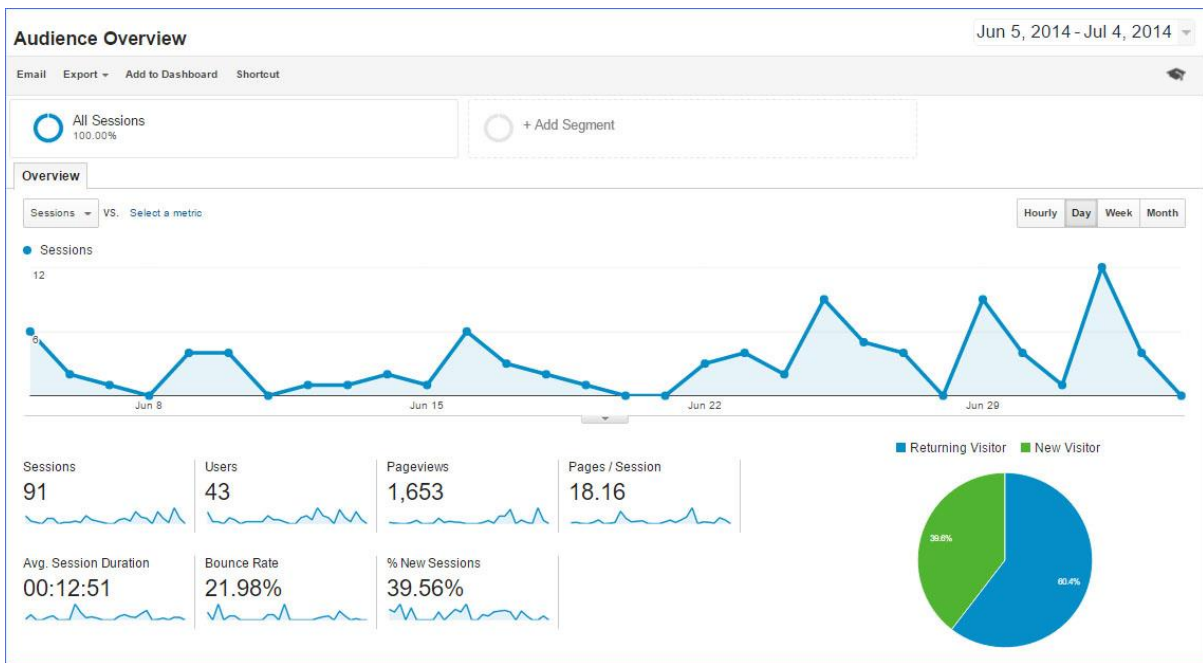 Audience Overview
Jun 5, 2014 - Jul 4, 2014
Email Export Add to Dashboard Shortcut
All Sessions
100.00%
+ Add Segment
Overview
Sessions VS. Select a metric
Hourly Day Week Month
Sessions
12
6
Jun 8 Jun 15 Jun 22 Jun 29
Returning Visitor New Visitor
Sessions Users Pageviews Pages / Session
91 43 1,653 18.16
39.6%
60.4%
Avg. Session Duration Bounce Rate % New Sessions
00:12:51 21.98% 39.56%